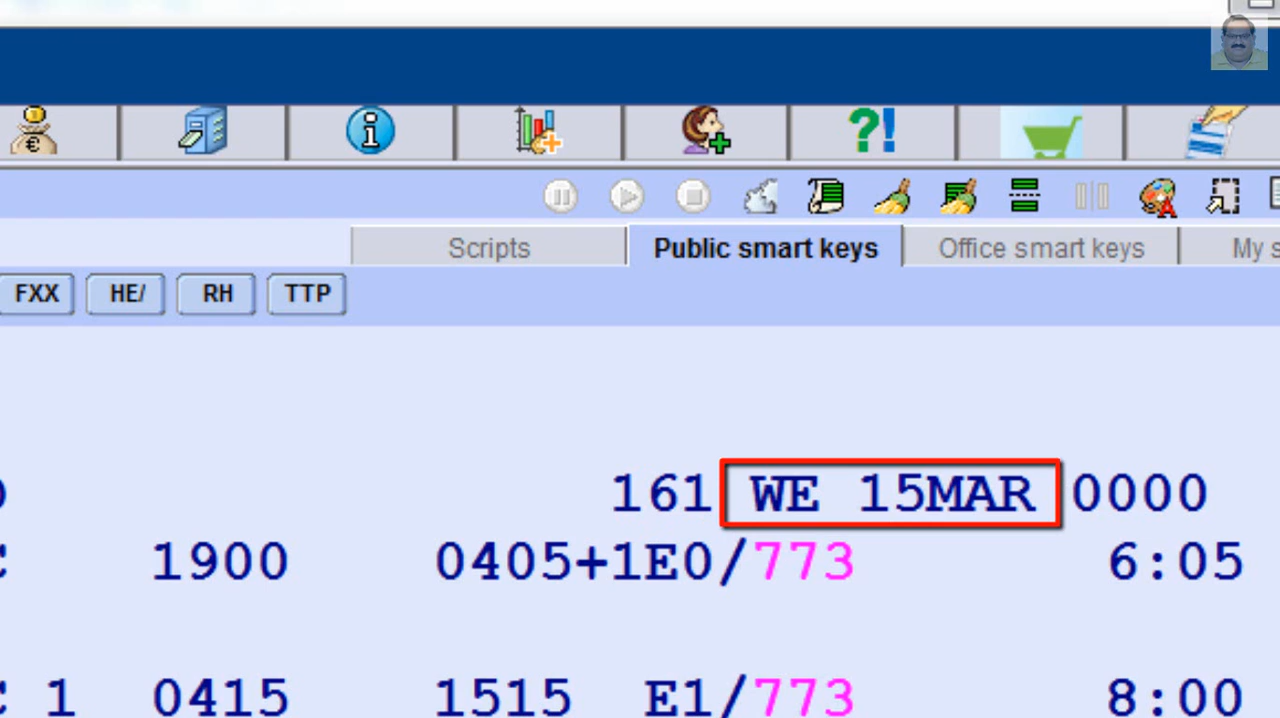 Scripts Public smart keys Office smart keys My s
FXX HE/ RH TTP
161 WE 15MAR 0000
1900 0405+1E0/773 6:05
1 0415 1515 E1/773 8:00